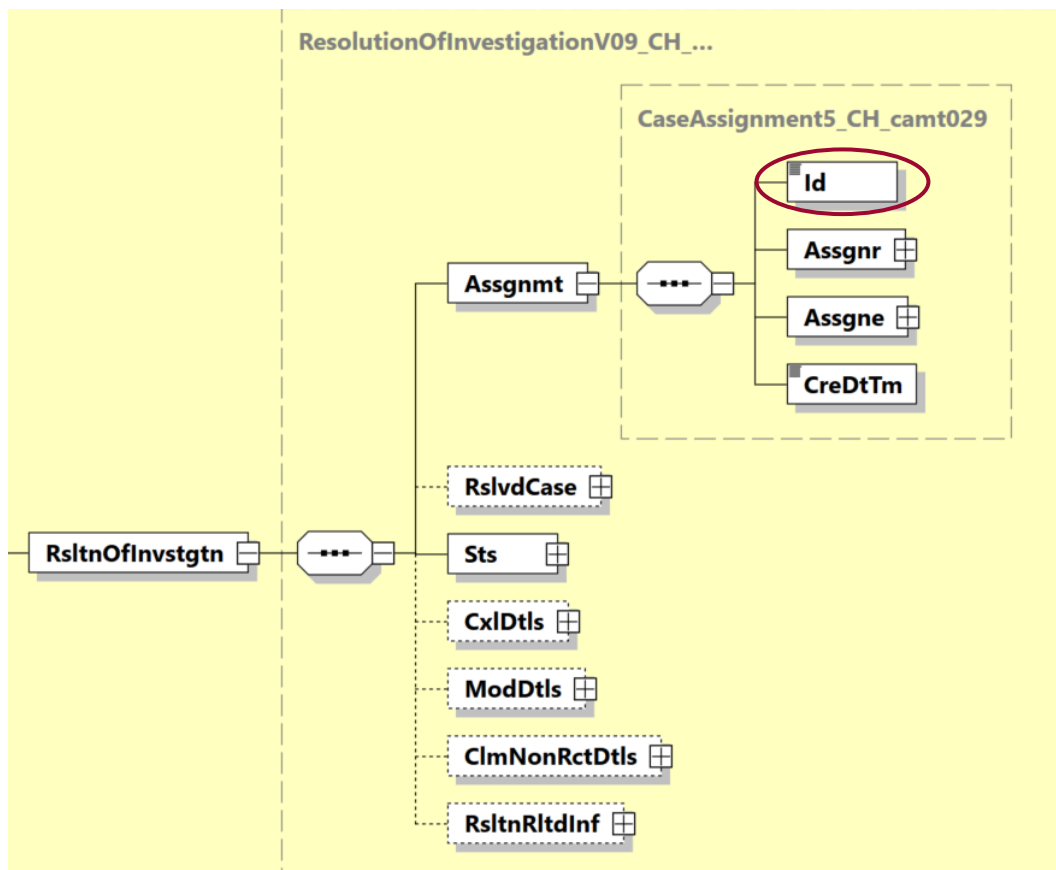 ResolutionOfInvestigationV09_CH_...
CaseAssignment5_CH_camt029
Id
Assgnr
Assgnmt
Assgne
CreDtTm
RslvdCase
RsltnOfInvstgtn
Sts
CxlDtls
ModDtls
ClmNonRctDtls
RsltnRltdInf